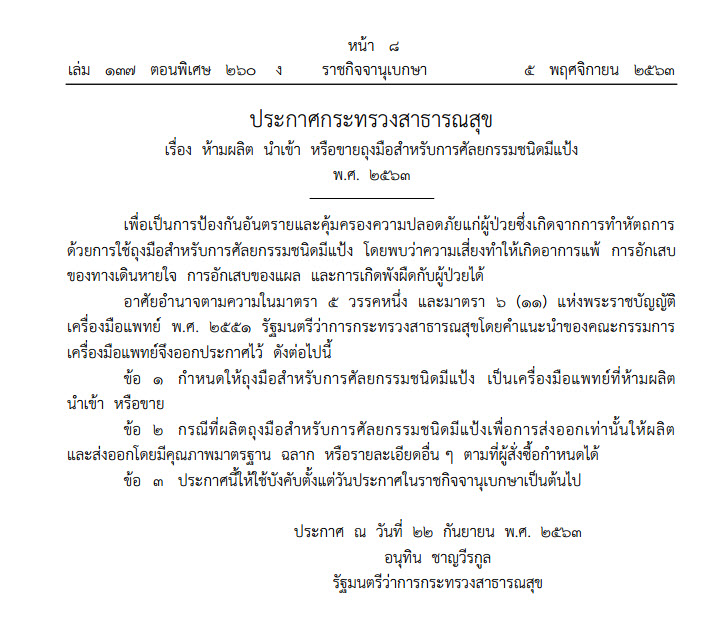 หน้า ๘
เล่ม ๑๓๗ ตอนพิเศษ ๒๖๐ ง ราชกิจจานุเบกษา ๕ พฤศจิกายน ๒๕๖๓
ประกาศกระทรวงสาธารณสุข
เรื่อง ห้ามผลิต นำเข้า หรือขายถุงมือสำหรับการศัลยกรรมชนิดมีแป้ง
พ.ศ. ๒๕๖๓
เพื่อเป็นการป้องกันอันตรายและคุ้มครองความปลอดภัยแก่ผู้ป่วยซึ่งเกิดจากการทำหัตถการ
ด้วยการใช้ถุงมือสำหรับการศัลยกรรมชนิดมีแป้ง โดยพบว่าความเสี่ยงทำให้เกิดอาการแพ้ การอักเสบ
ของทางเดินหายใจ การอักเสบของแผล และการเกิดพังผืดกับผู้ป่วยได้
อาศัยอำนาจตามความในมาตรา ๕ วรรคหนึ่ง และมาตรา ๖ (๑๑) แห่งพระราชบัญญัติ
เครื่องมือแพทย์ พ.ศ. ๒๕๕๑ รัฐมนตรีว่าการกระทรวงสาธารณสุขโดยคำแนะนำของคณะกรรมการ
เครื่องมือแพทย์จึงออกประกาศไว้ ดังต่อไปนี้
ข้อ ๑ กำหนดให้ถุงมือสำหรับการศัลยกรรมชนิดมีแป้ง เป็นเครื่องมือแพทย์ที่ห้ามผลิต
นำเข้า หรือขาย
ข้อ ๒ กรณีที่ผลิตถุงมือสำหรับการศัลยกรรมชนิดมีแป้งเพื่อการส่งออกเท่านั้นให้ผลิต
และส่งออกโดยมีคุณภาพมาตรฐาน ฉลาก หรือรายละเอียดอื่น ๆ ตามที่ผู้สั่งซื้อกำหนดได้
ข้อ ๓ ประกาศนี้ให้ใช้บังคับตั้งแต่วันประกาศในราชกิจจานุเบกษาเป็นต้นไป
ประกาศ ณ วันที่ ๒๒ กันยายน พ.ศ. ๒๕๖๓
อนุทิน ชาญวีรกูล
รัฐมนตรีว่าการกระทรวงสาธารณสุข